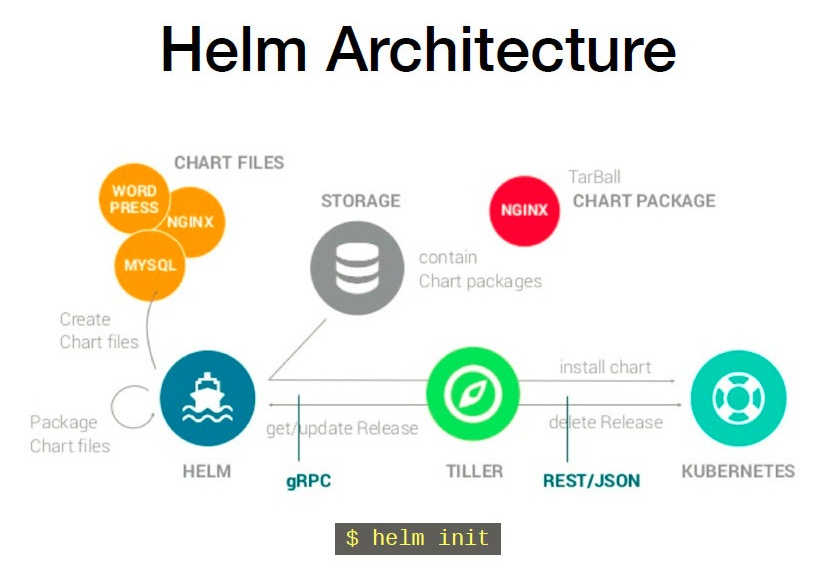 Helm Architecture
CHART FILES
WORD
PRESS
NGINX
MYSQL
STORAGE
contain
Chart packages
NGINX
TarBall
CHART PACKAGE
Create
Chart files
Package
Chart files
install chart
get/update Release
delete Release
HELM
gRPC
TILLER
REST/JSON
KUBERNETES
$ helm init